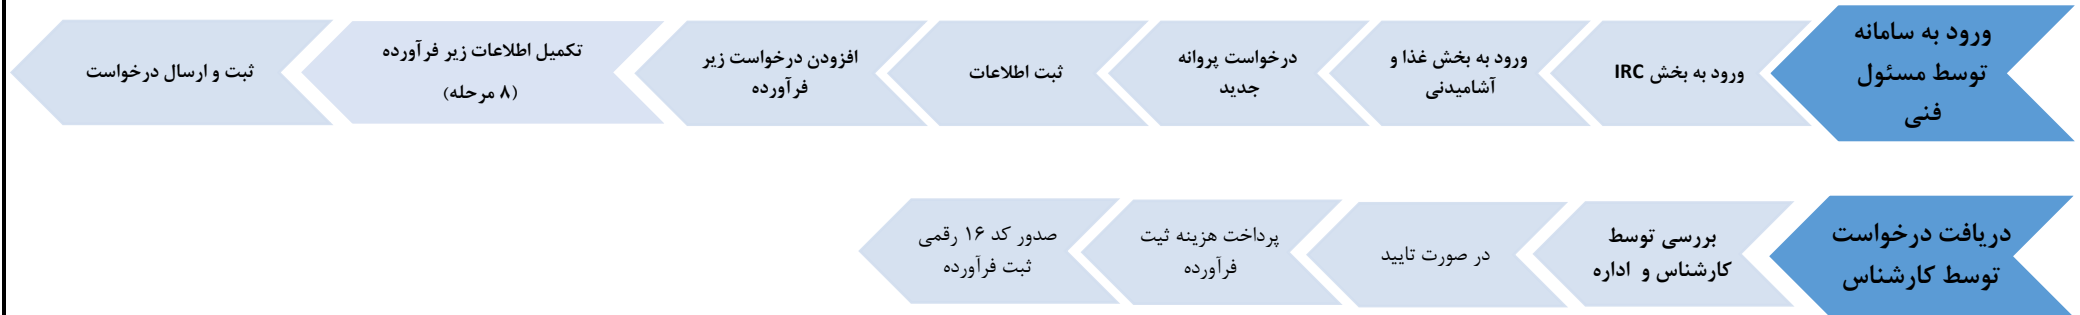 ورود به سامانه
توسط مسئول
فنی
ورود به بخش IRC
ورود به بخش غذا و
آشامیدنی
درخواست پروانه
جدید
ثبت اطلاعات
افزودن درخواست زیر
فرآورده
تکمیل اطلاعات زیر فرآورده
(۸ مرحله)
ثبت و ارسال درخواست
دریافت درخواست
توسط کارشناس
بررسی توسط
کارشناس و اداره
در صورت تایید
پرداخت هزینه ثبت
فرآورده
صدور کد ۱۶ رقمی
ثبت فرآورده